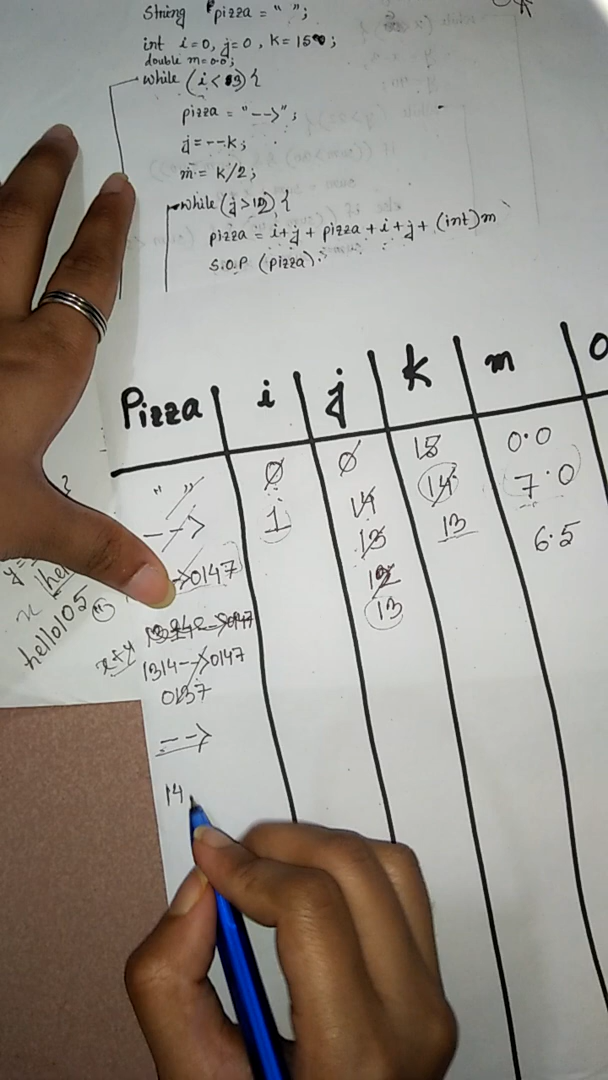 String pizza = " ";
int i=0, j=0, k=15;
double m=0.0;
while (i<3) {
pizza = "-->";
j=--k;
m= k/2;
while (j>12) {
pizza = i+j + pizza + i + j + (int)m
S.O.P (pizza);
Pizza i j k m
" " 0 0 15 0.0
--> 1 14 14 7.0
13 13 6.5
->0147 12
13
1314-->0147
0137
-->
14
hello105
x+y